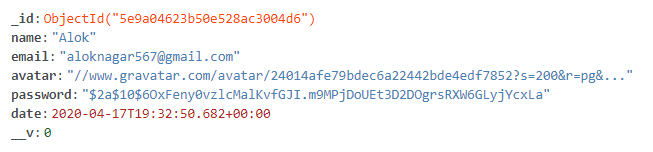 _id: ObjectId("5e9a04623b50e528ac3004d6")
name: "Alok"
email: "aloknagar567@gmail.com"
avatar: "//www.gravatar.com/avatar/24014afe79bdec6a22442bde4edf7852?s=200&r=pg&..."
password: "$2a$10$6OxFeny0vzlcMalKvfGJI.m9MPjDoUEt3D2DOgrsRXW6GLyjYcxLa"
date: 2020-04-17T19:32:50.682+00:00
__v: 0